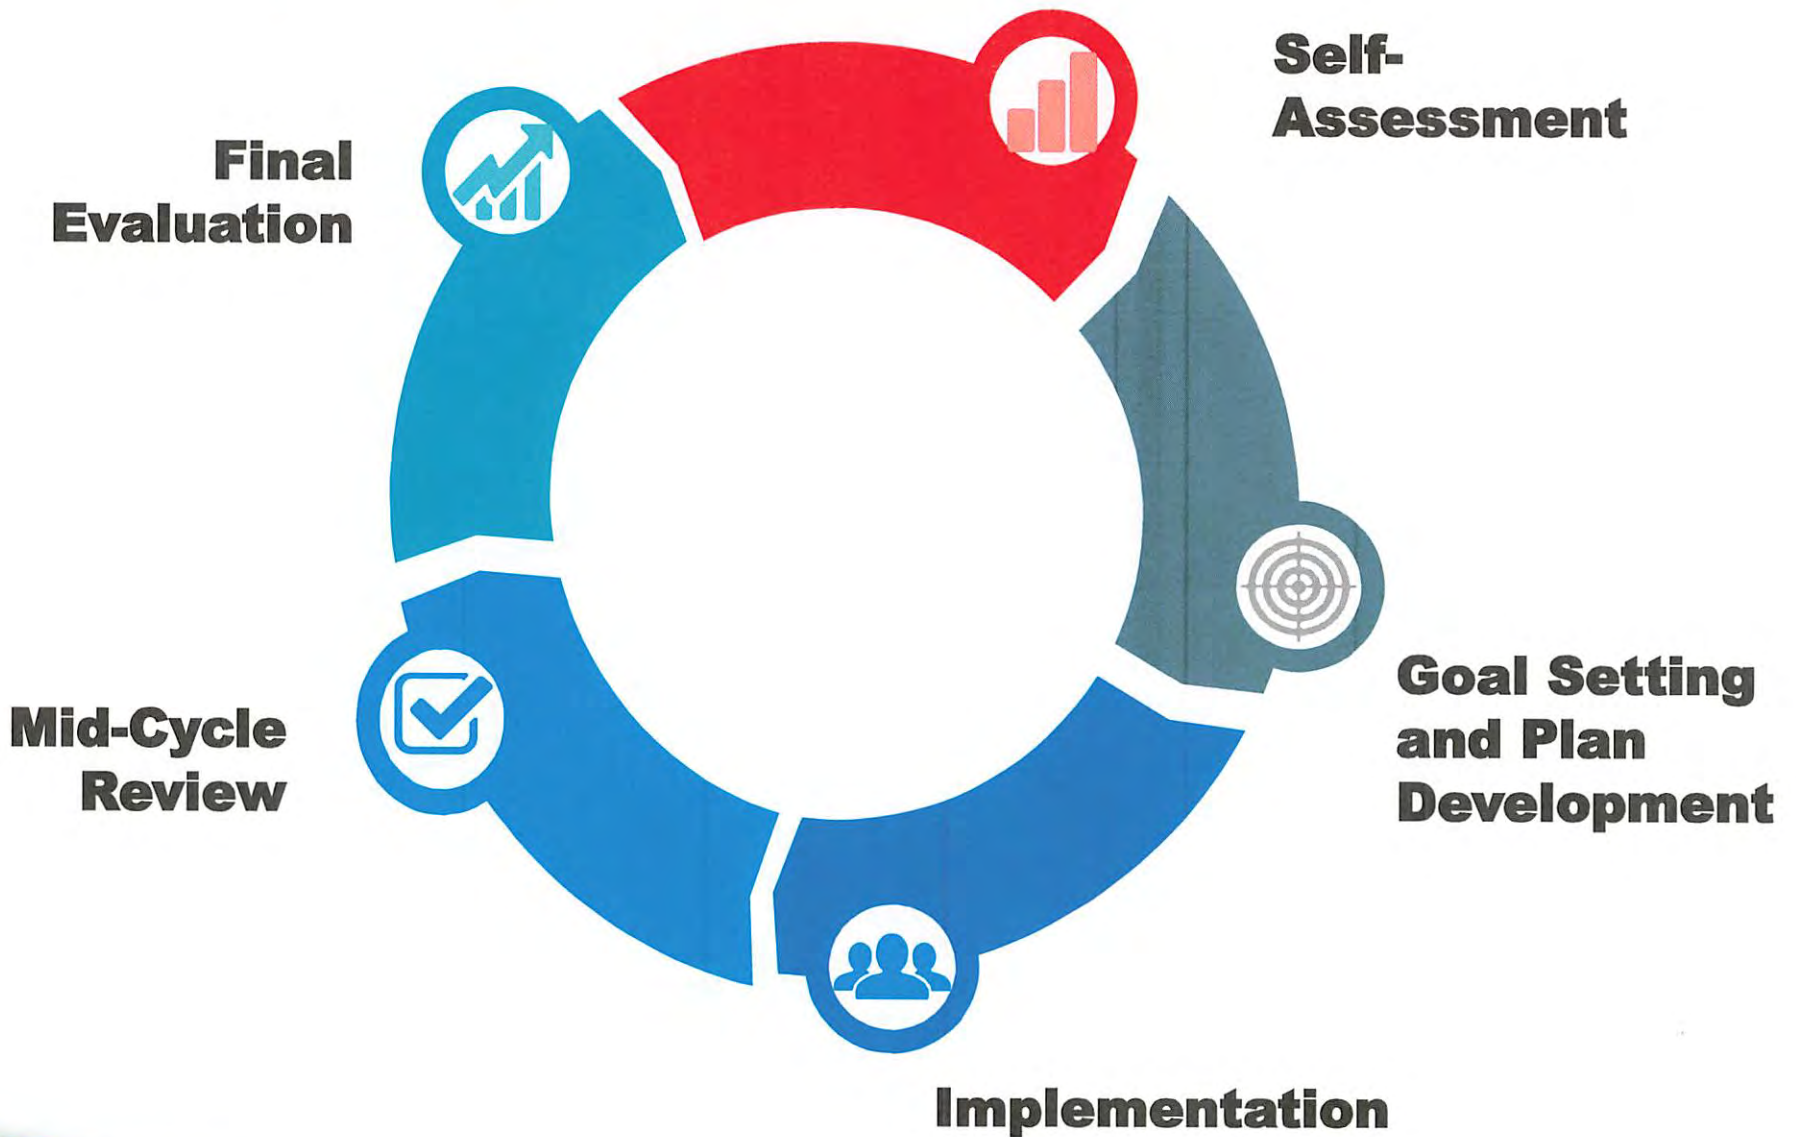 Self-
Assessment
Goal Setting
and Plan
Development
Implementation
Mid-Cycle
Review
Final
Evaluation